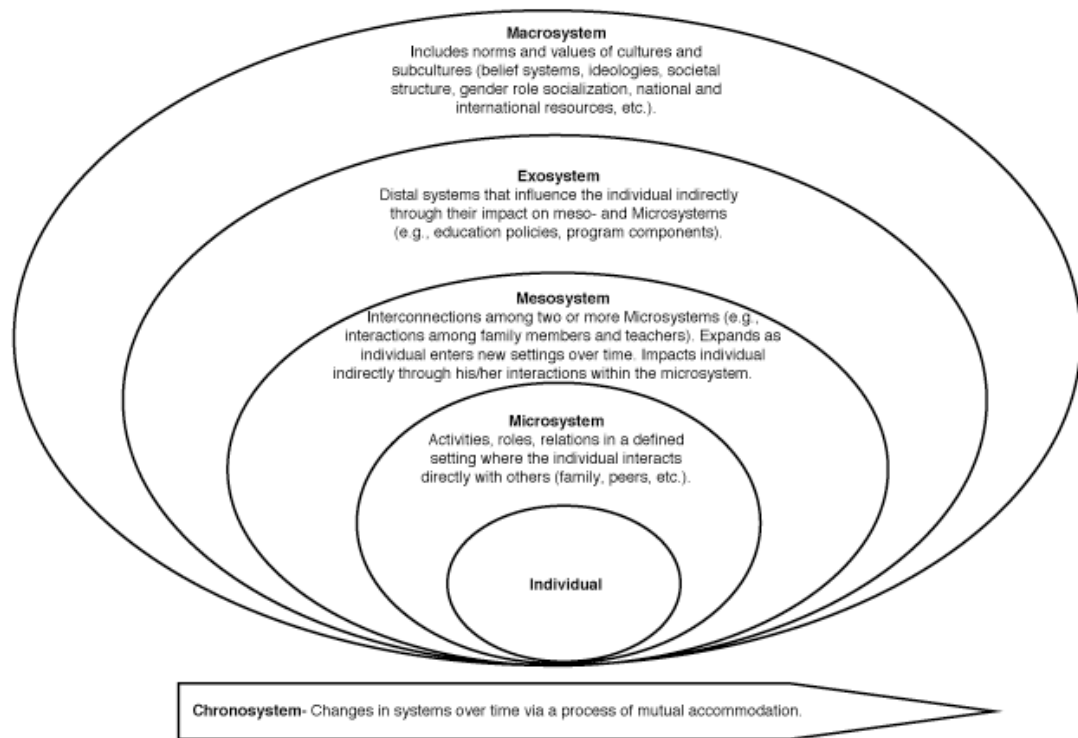 Macrosystem
Includes norms and values of cultures and
subcultures (belief systems, ideologies, societal
structure, gender role socialization, national and
international resources, etc.).
Exosystem
Distal systems that influence the individual indirectly
through their impact on meso- and Microsystems
(e.g., education policies, program components).
Mesosystem
Interconnections among two or more Microsystems (e.g.,
interactions among family members and teachers). Expands as
individual enters new settings over time. Impacts individual
indirectly through his/her interactions within the microsystem.
Microsystem
Activities, roles, relations in a defined
setting where the individual interacts
directly with others (family, peers, etc.).
Individual
Chronosystem- Changes in systems over time via a process of mutual accommodation.